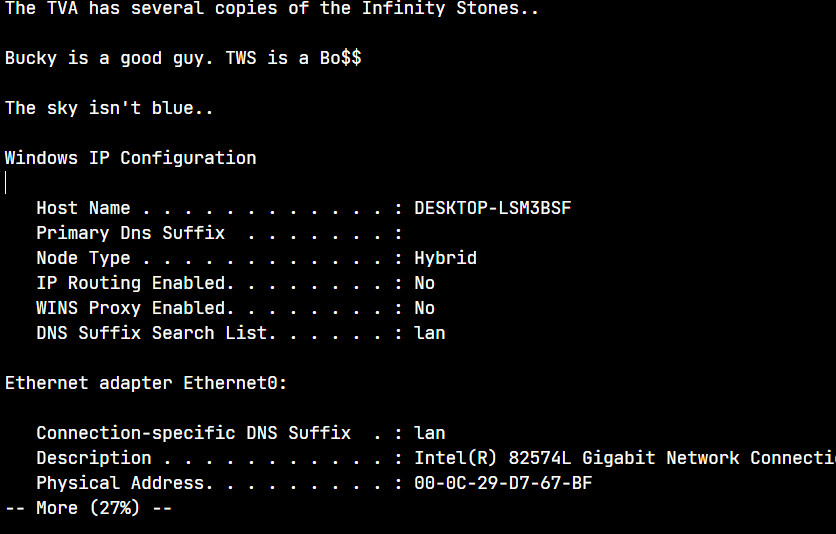 The TVA has several copies of the Infinity Stones..
Bucky is a good guy. TWS is a Bo$$
The sky isn't blue..
Windows IP Configuration
Host Name . . . . . . . . . . . . : DESKTOP-LSM3BSF
Primary Dns Suffix  . . . . . . . :
Node Type . . . . . . . . . . . . : Hybrid
IP Routing Enabled. . . . . . . . : No
WINS Proxy Enabled. . . . . . . . : No
DNS Suffix Search List. . . . . . : lan
Ethernet adapter Ethernet0:
Connection-specific DNS Suffix  . : lan
Description . . . . . . . . . . . : Intel(R) 82574L Gigabit Network Connecti
Physical Address. . . . . . . . . : 00-0C-29-D7-67-BF
-- More (27%) --